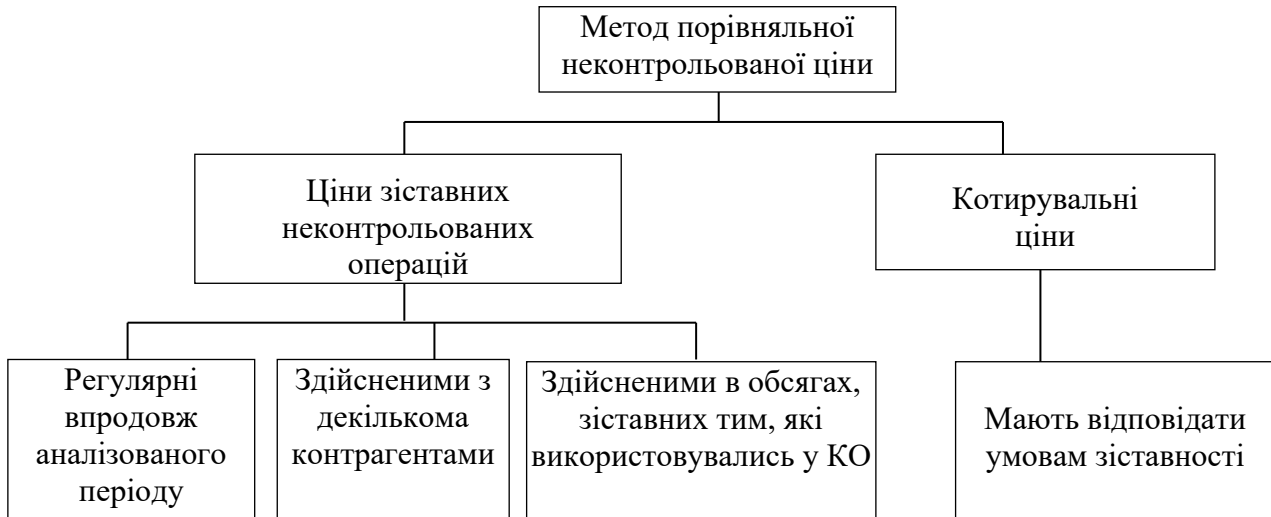 Метод порівняльної
неконтрольованої ціни
Ціни зіставних
неконтрольованих
операцій
Котирувальні
ціни
Регулярні
впродовж
аналізованого
періоду
Здійсненими з
декількома
контрагентами
Здійсненими в обсягах,
зіставних тим, які
використовувались у КО
Мають відповідати
умовам зіставності